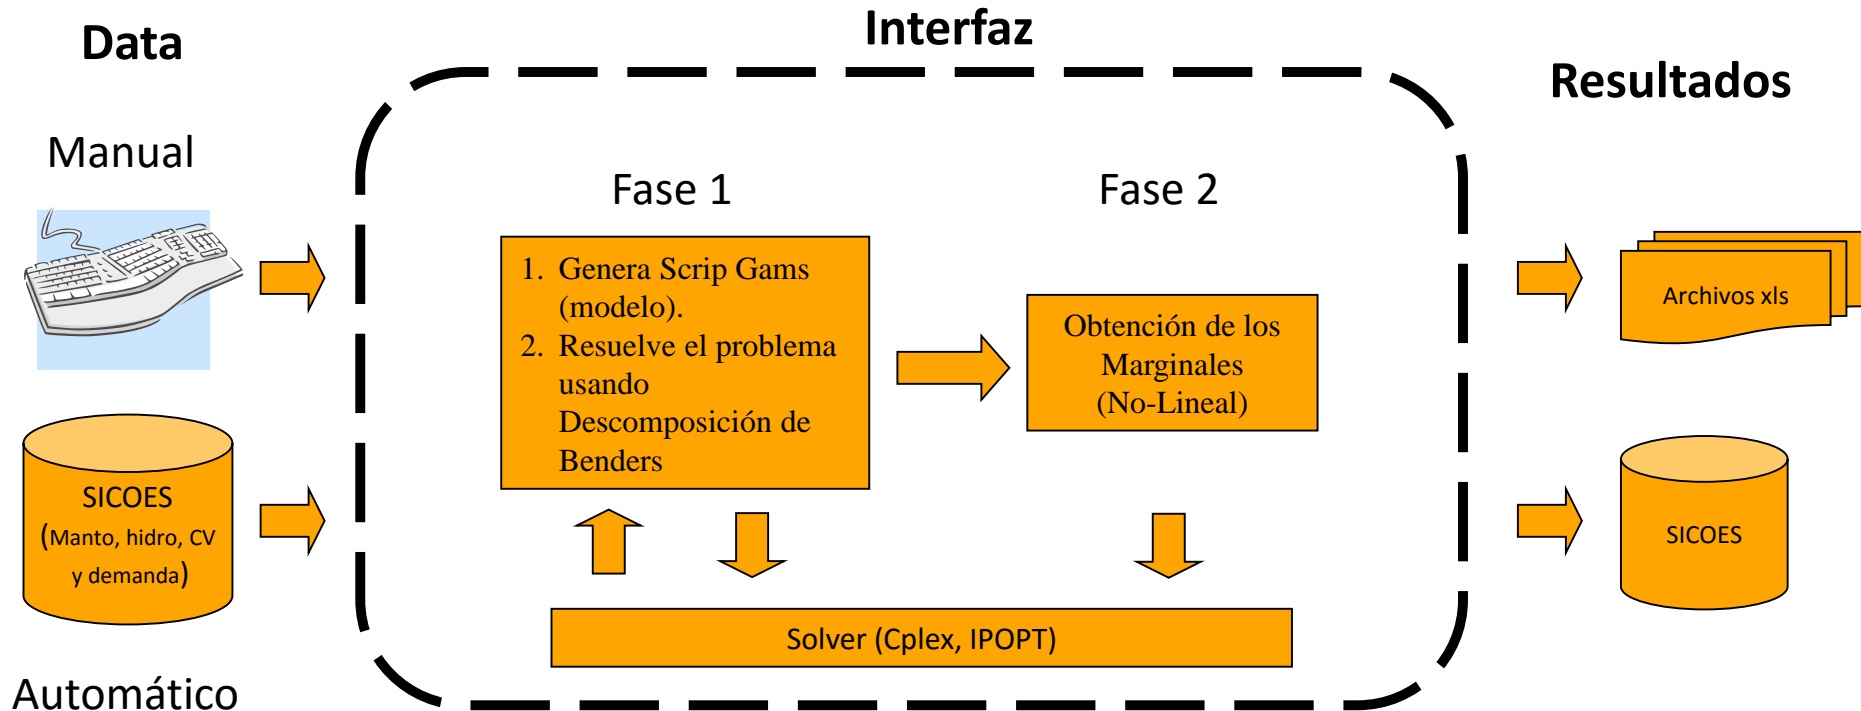 Data
Interfaz
Resultados
Manual
Fase 1
Fase 2
1. Genera Scrip Gams
(modelo).
2. Resuelve el problema
usando
Descomposición de
Benders
Obtención de los
Marginales
(No-Lineal)
Archivos xls
SICOES
(Manto, hidro, CV
y demanda)
SICOES
Solver (Cplex, IPOPT)
Automático